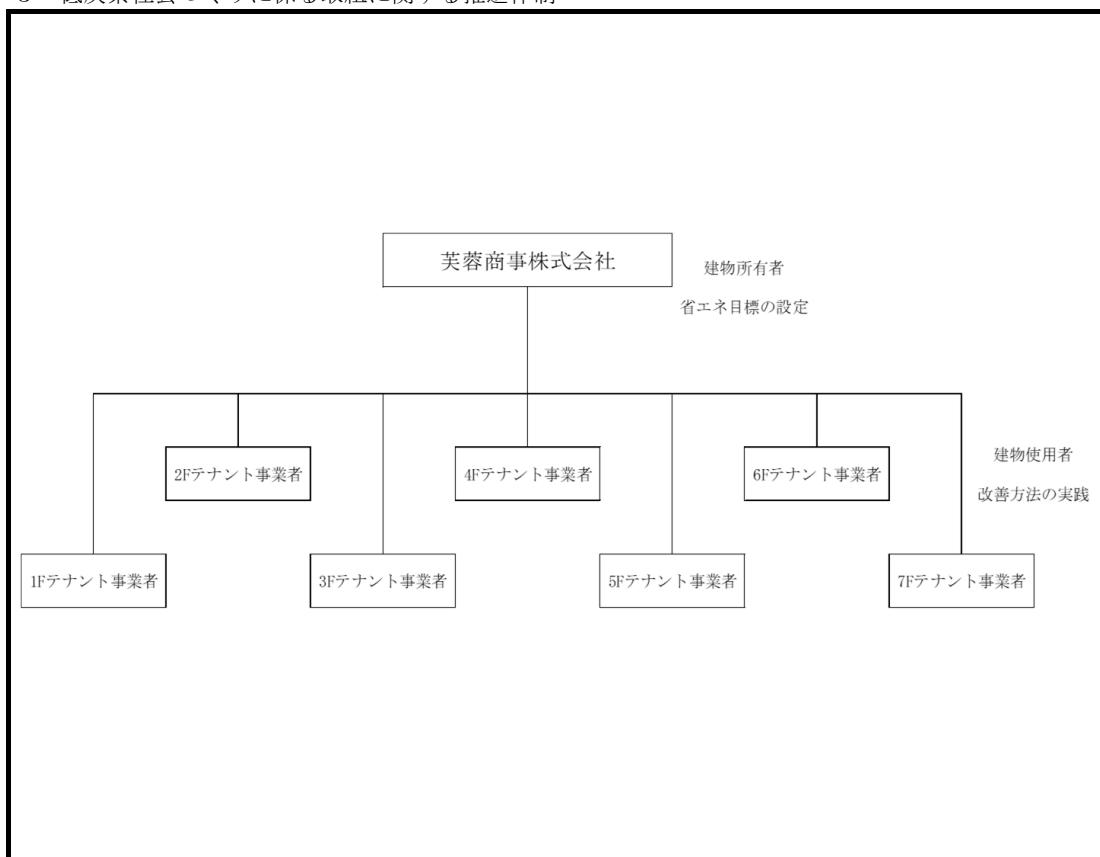 芙蓉商事株式会社
建物所有者
省エネ目標の設定
2Fテナント事業者
4Fテナント事業者
6Fテナント事業者
建物使用者
改善方法の実践
1Fテナント事業者
3Fテナント事業者
5Fテナント事業者
7Fテナント事業者